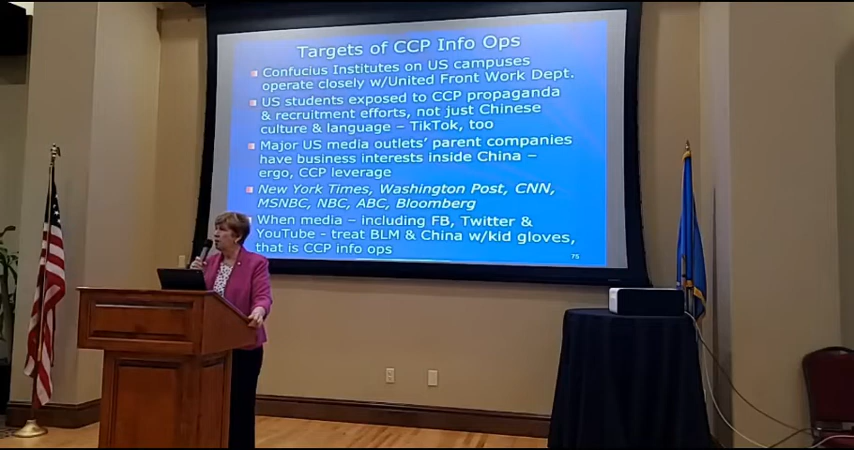 Targets of CCP Info Ops
Confucius Institutes on US campuses
operate closely w/United Front Work Dept.
US students exposed to CCP propaganda
& recruitment efforts, not just Chinese
culture & language – TikTok, too
Major US media outlets' parent companies
have business interests inside China –
ergo, CCP leverage
New York Times, Washington Post, CNN,
MSNBC, NBC, ABC, Bloomberg
When media – including FB, Twitter &
YouTube - treat BLM & China w/kid gloves,
that is CCP info ops
75